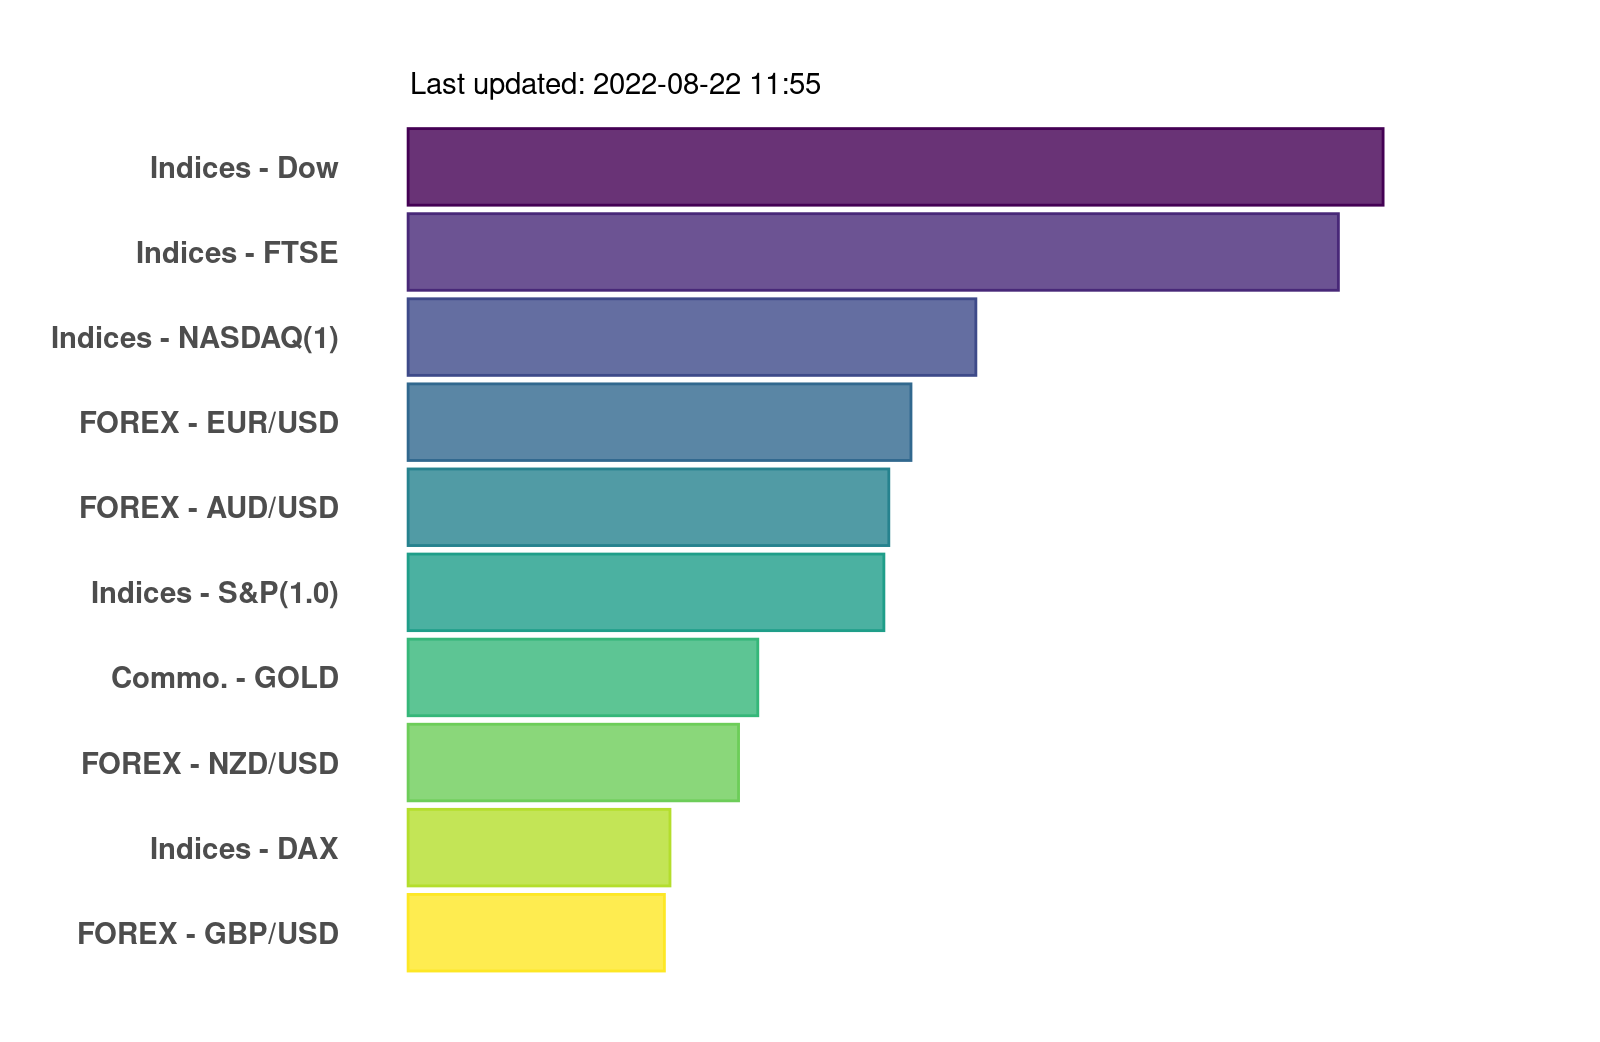 Last updated: 2022-08-22 11:55
Indices - Dow
Indices - FTSE
Indices - NASDAQ(1)
FOREX - EUR/USD
FOREX - AUD/USD
Indices - S&P(1.0)
Commo. - GOLD
FOREX - NZD/USD
Indices - DAX
FOREX - GBP/USD